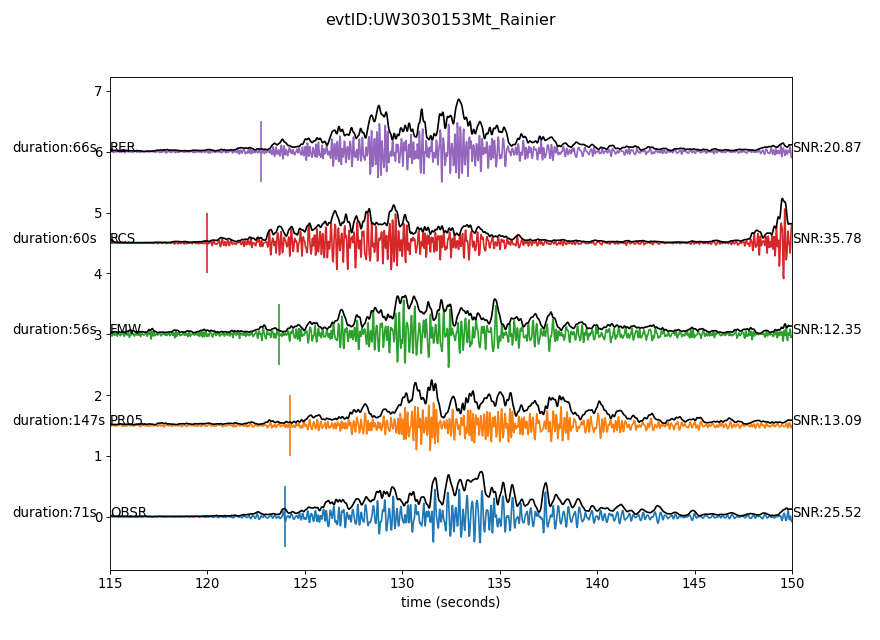 evtID:UW3030153Mt_Rainier
7
duration:66s RER SNR:20.87
6
5
duration:60s RCS SNR:35.78
4
duration:56s FMW SNR:12.35
3
2
duration:147s PR05 SNR:13.09
1
duration:71s OBSR SNR:25.52
0
115 120 125 130 135 140 145 150
time (seconds)